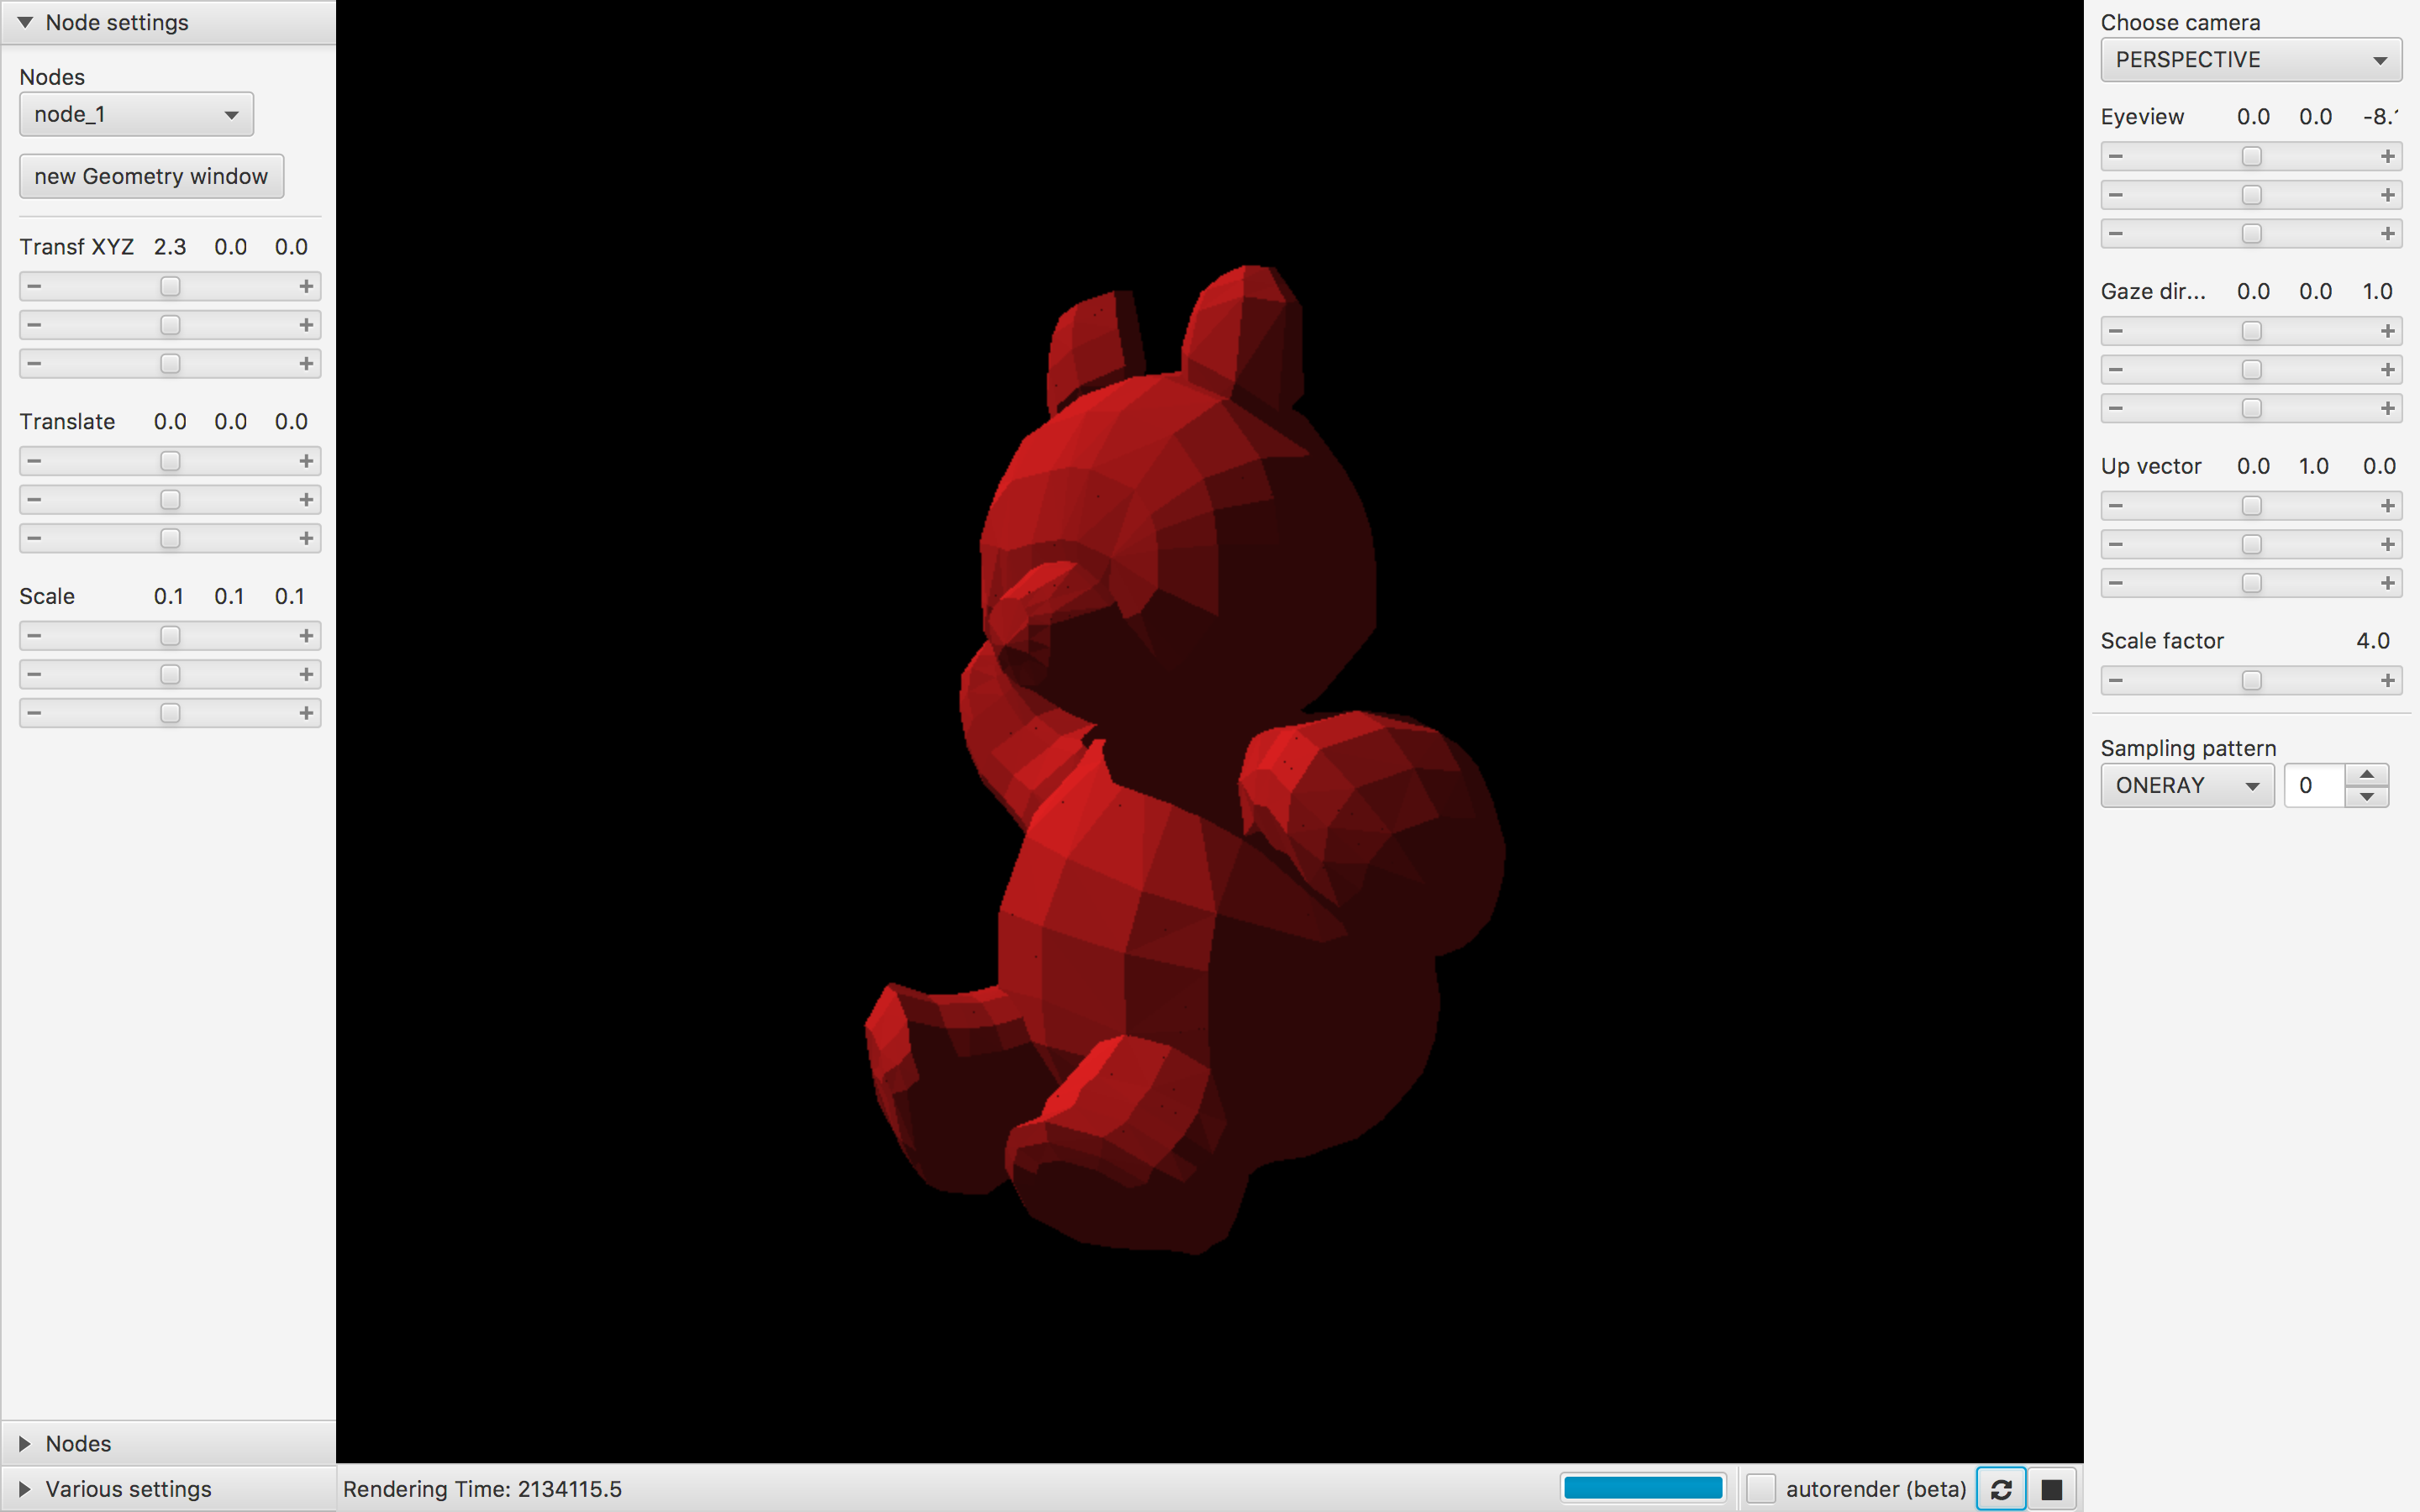 Node settings
Nodes
node_1
new Geometry window
Transf XYZ 2.3 0.0 0.0
Translate 0.0 0.0 0.0
Scale 0.1 0.1 0.1
Nodes
Various settings
Rendering Time: 2134115.5
autorender (beta)
Choose camera
PERSPECTIVE
Eyeview 0.0 0.0 -8.
Gaze dir... 0.0 0.0 1.0
Up vector 0.0 1.0 0.0
Scale factor 4.0
Sampling pattern
ONERAY 0